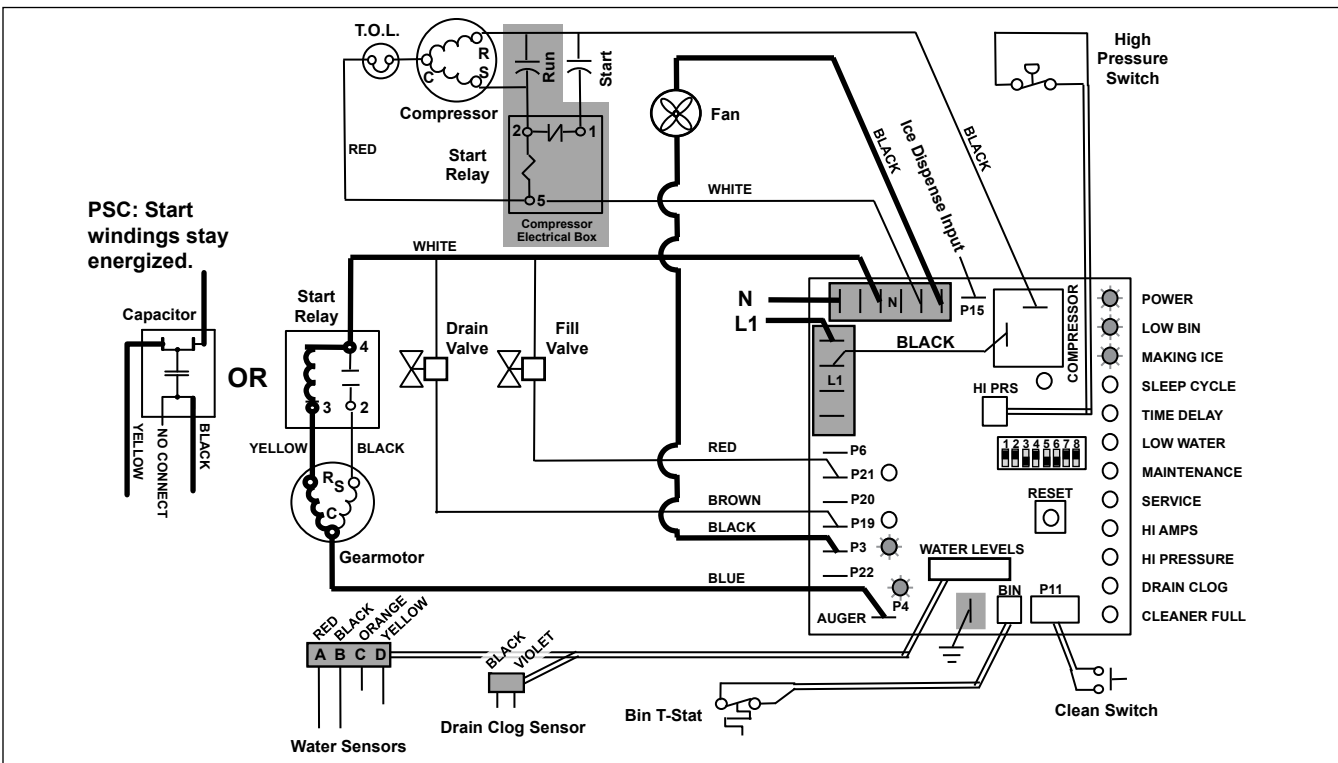 T.O.L.
R
S
C
Compressor
Run
Start
High
Pressure
Switch
Fan
BLACK
Ice Dispense Input
BLACK
2
1
RED
Start
Relay
5
WHITE
Compressor
Electrical Box
PSC: Start
windings stay
energized.
WHITE
Capacitor
Start
Relay
4
OR
3
2
Drain
Valve
Fill
Valve
N
L1
N
P15
BLACK
L1
COMPRESSOR
HI PRS
POWER
LOW BIN
MAKING ICE
SLEEP CYCLE
TIME DELAY
LOW WATER
MAINTENANCE
SERVICE
HI AMPS
HI PRESSURE
DRAIN CLOG
CLEANER FULL
YELLOW
NO CONNECT
BLACK
YELLOW
BLACK
R
S
C
Gearmotor
RED
BROWN
BLACK
BLUE
P6
P21
P20
P19
P3
P22
P4
AUGER
1 2 3 4 5 6 7 8
RESET
WATER LEVELS
BIN
P11
RED
BLACK
ORANGE
YELLOW
A B C D
Water Sensors
BLACK
VIOLET
Drain Clog Sensor
Bin T-Stat
Clean Switch